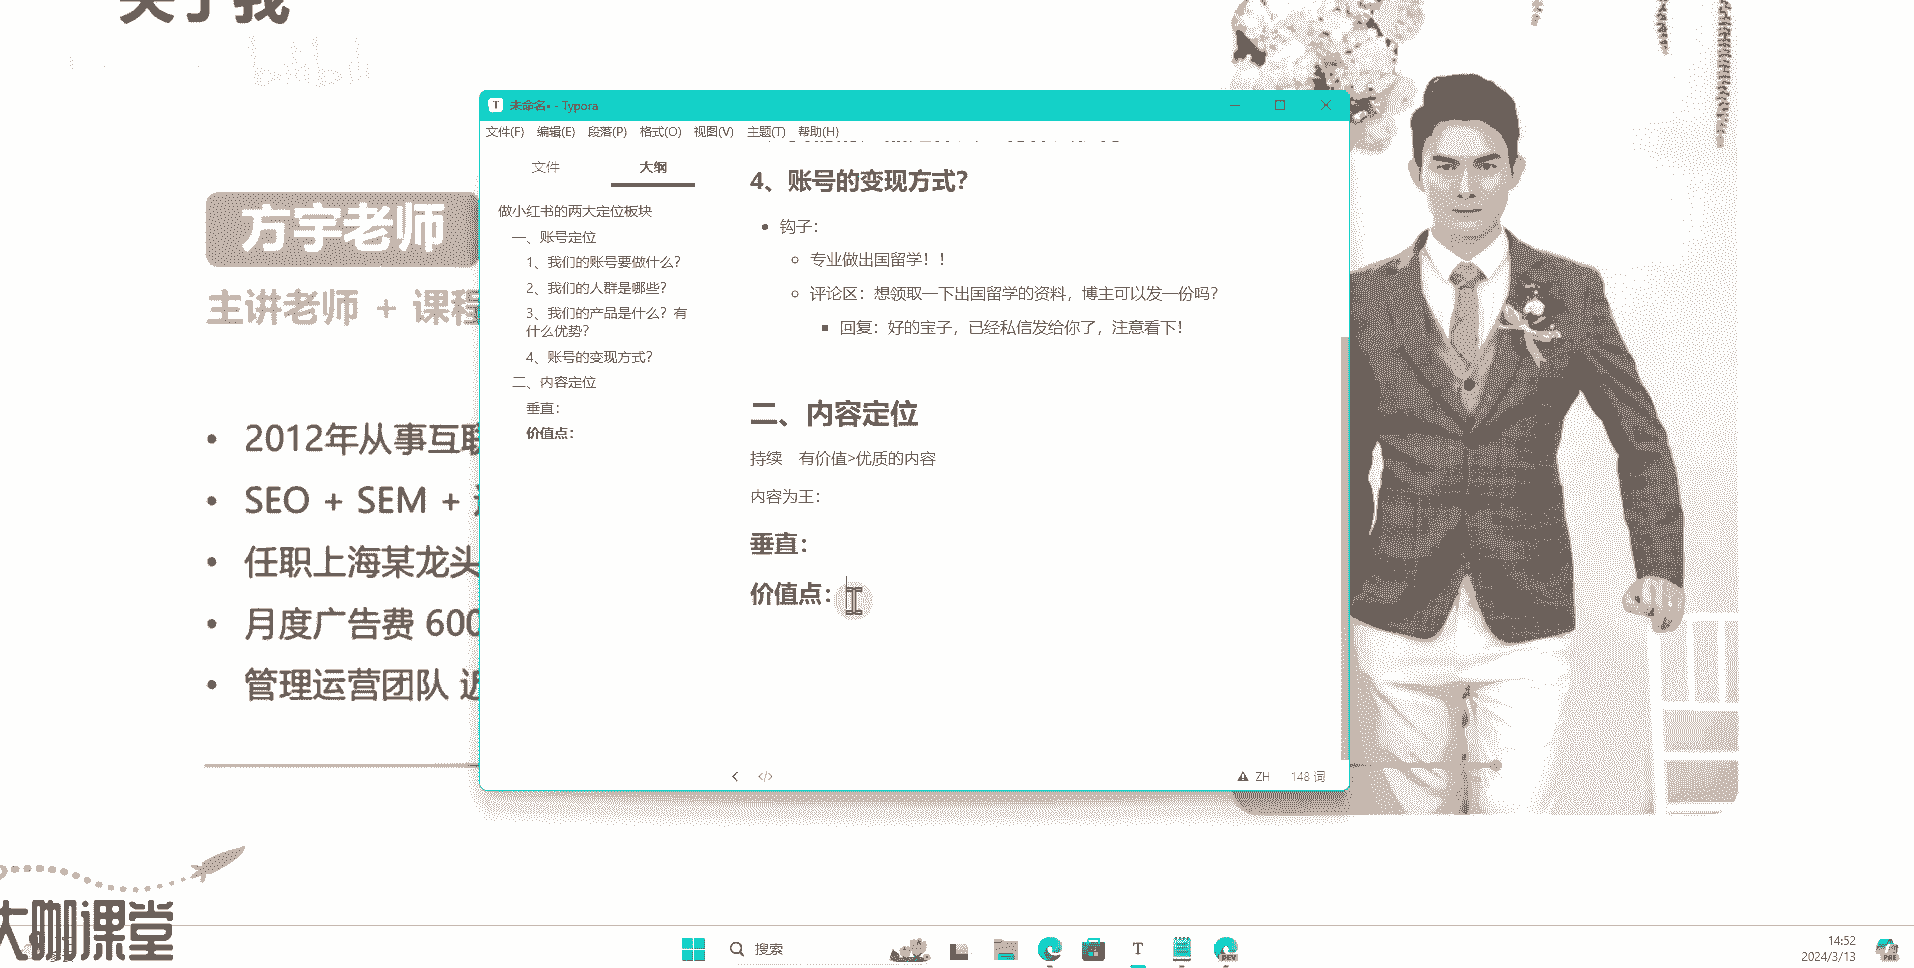 关于我
bilibili
未命名• - Typora
文件(F) 编辑(E) 段落(P) 格式(O) 视图(V) 主题(T) 帮助(H)
文件 大纲
做小红书的两大定位板块
一、账号定位
1、我们的账号要做什么？
2、我们的人群是哪些？
3、我们的产品是什么？有
什么优势？
4、账号的变现方式？
二、内容定位
垂直：
价值点：
4、账号的变现方式？
钩子：
专业做出国留学！！
评论区：想领取一下出国留学的资料，博主可以发一份吗？
回复：好的宝子，已经私信发给你了，注意看下！
二、内容定位
持续 有价值>优质的内容
内容为王：
垂直：
价值点：
ZH 148 词
方宇老师
主讲老师 + 课程
2012年从事互联
SEO + SEM +
任职上海某龙头
月度广告费 600
管理运营团队 近
大咖课堂
搜索
DEV
14:52
2024/3/13
PRE